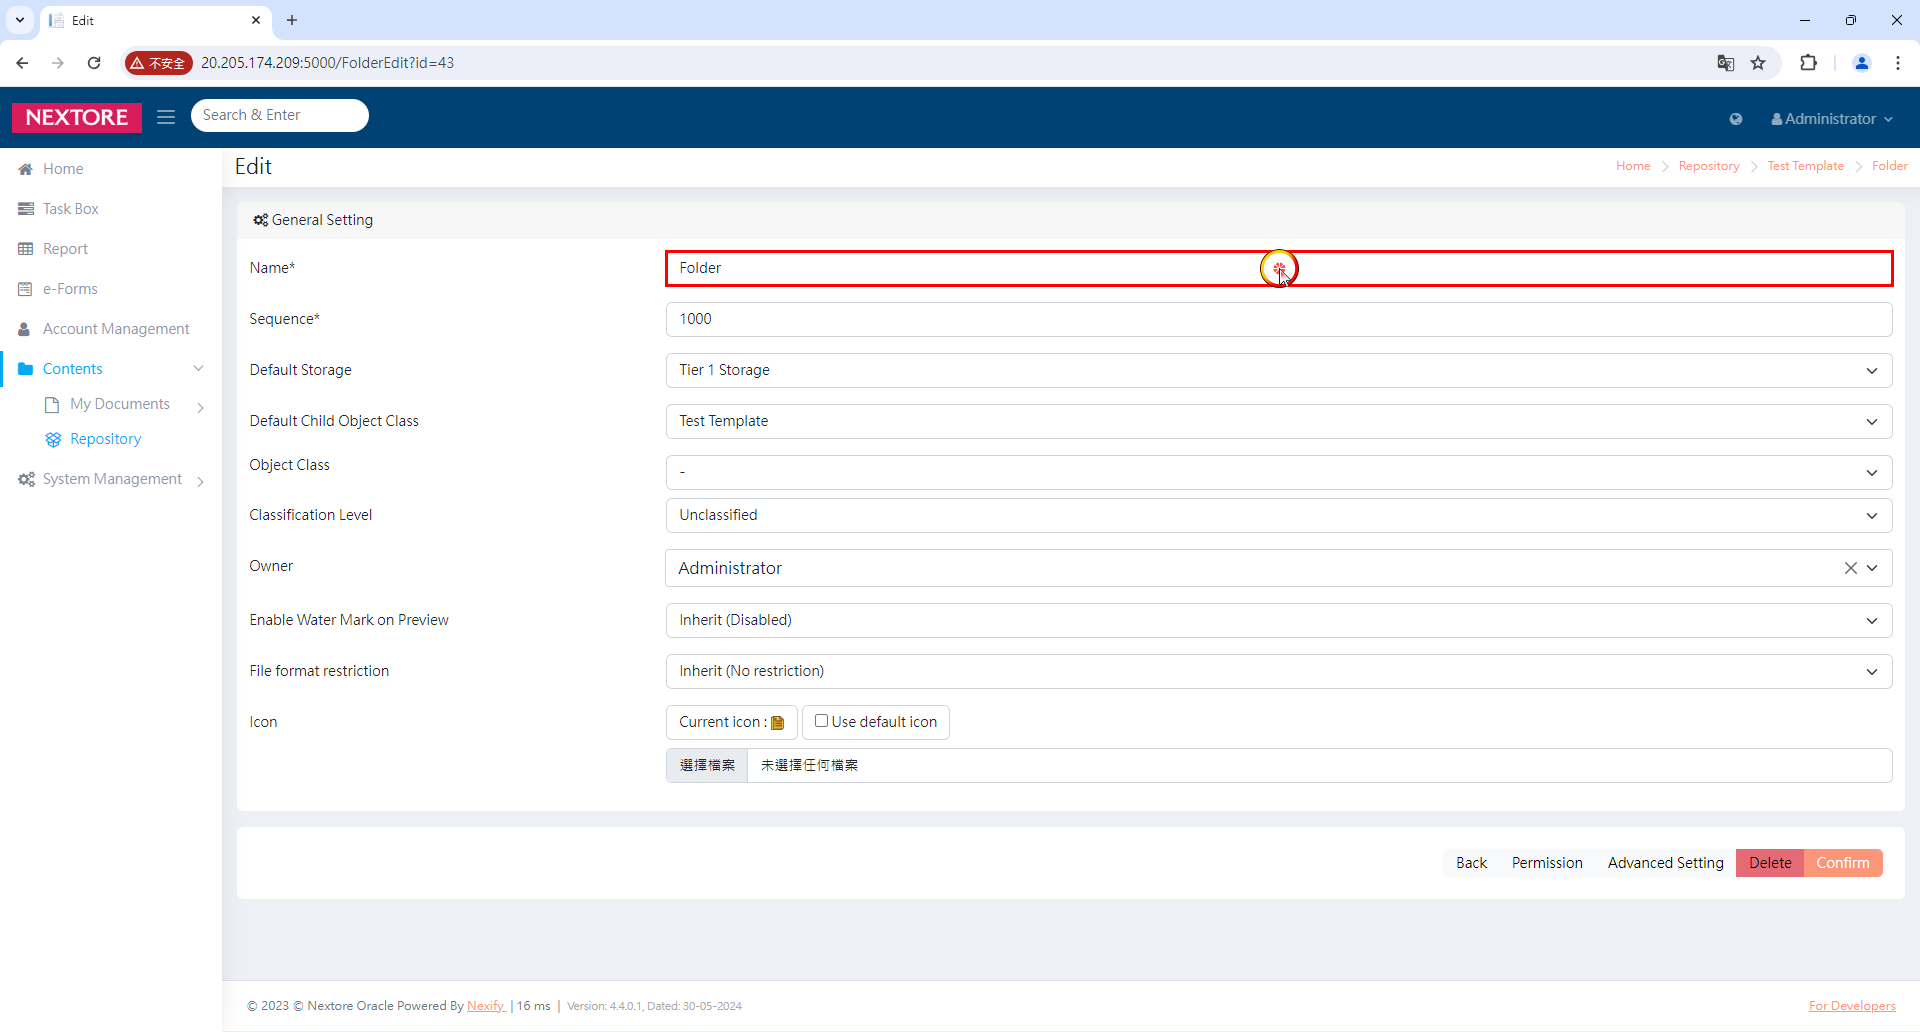 Edit
不安全
20.205.174.209:5000/FolderEdit?id=43
NEXTORE
Search & Enter
Administrator
Home
Task Box
Report
e-Forms
Account Management
Contents
My Documents
Repository
System Management
Edit
Home
Repository
Test Template
Folder
General Setting
Name*
Folder
Sequence*
1000
Default Storage
Tier 1 Storage
Default Child Object Class
Test Template
Object Class
-
Classification Level
Unclassified
Owner
Administrator
Enable Water Mark on Preview
Inherit (Disabled)
File format restriction
Inherit (No restriction)
Icon
Current icon :
Use default icon
選擇檔案
未選擇任何檔案
Back
Permission
Advanced Setting
Delete
Confirm
© 2023 © Nextore Oracle Powered By Nexify | 16 ms | Version: 4.4.0.1, Dated: 30-05-2024
For Developers